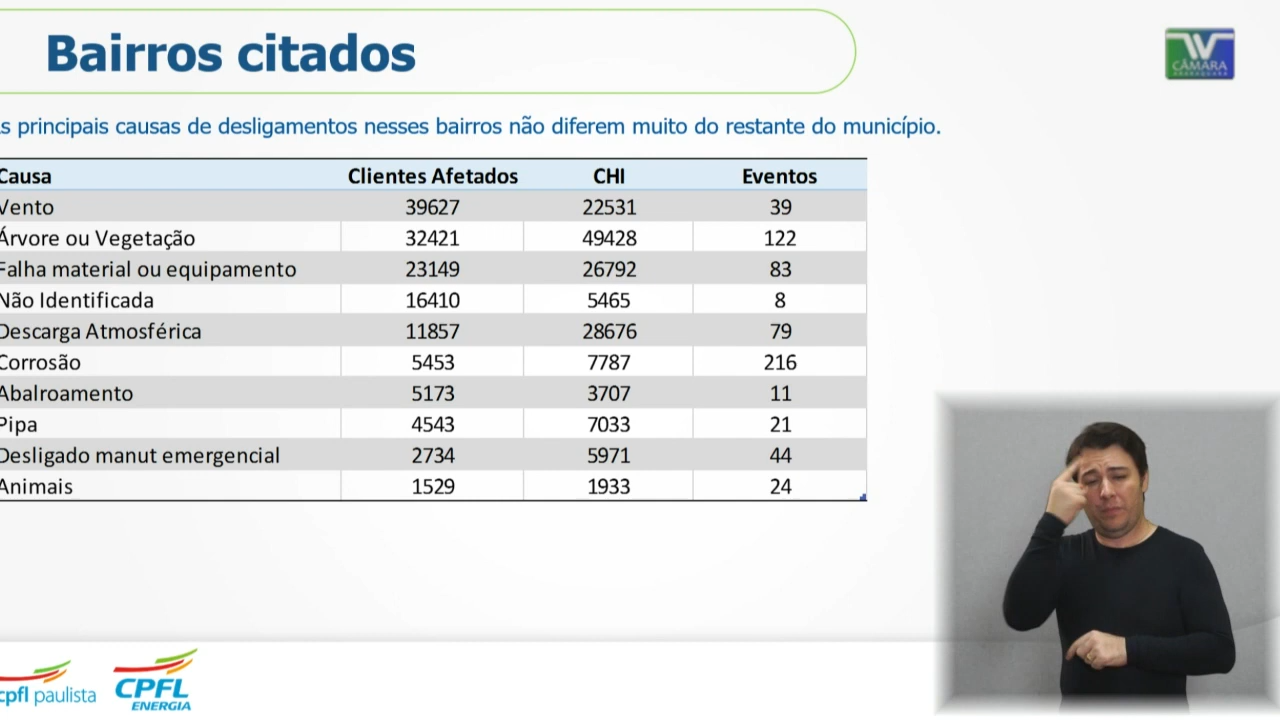 Bairros citados
s principais causas de desligamentos nesses bairros não diferem muito do restante do município.
Causa Clientes Afetados CHI Eventos
Vento 39627 22531 39
Árvore ou Vegetação 32421 49428 122
Falha material ou equipamento 23149 26792 83
Não Identificada 16410 5465 8
Descarga Atmosférica 11857 28676 79
Corrosão 5453 7787 216
Abalroamento 5173 3707 11
Pipa 4543 7033 21
Desligado manut emergencial 2734 5971 44
Animais 1529 1933 24
CÂMARA
cpfl paulista
CPFL
ENERGIA